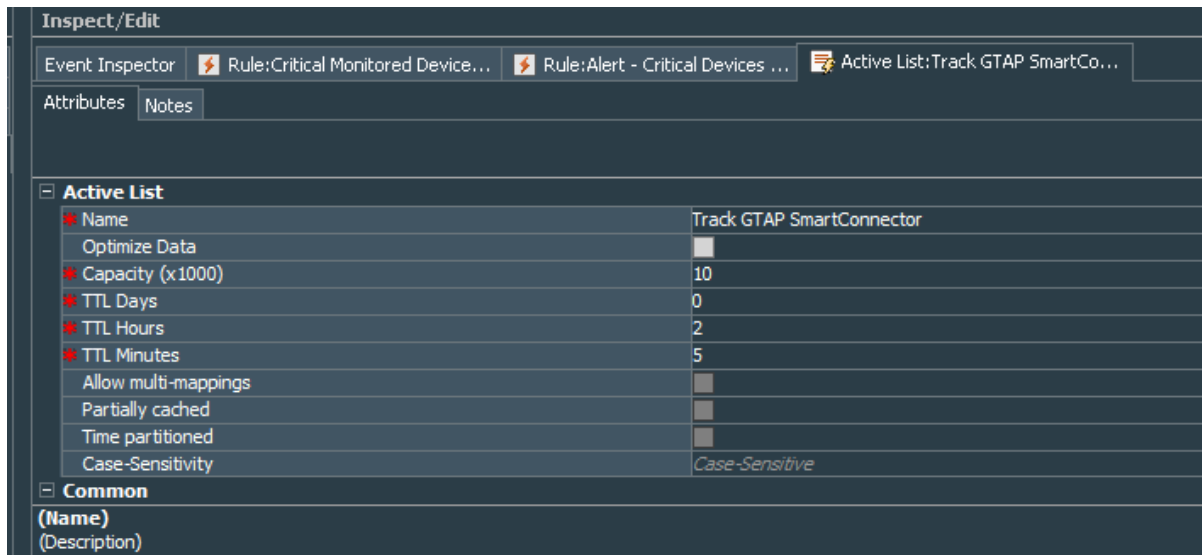 Inspect/Edit
Event Inspector Rule:Critical Monitored Device... Rule:Alert - Critical Devices ... Active List:Track GTAP SmartCo...
Attributes Notes
Active List
Name Track GTAP SmartConnector
Optimize Data
Capacity (x1000) 10
TTL Days 0
TTL Hours 2
TTL Minutes 5
Allow multi-mappings
Partially cached
Time partitioned
Case-Sensitivity Case-Sensitive
Common
(Name)
(Description)